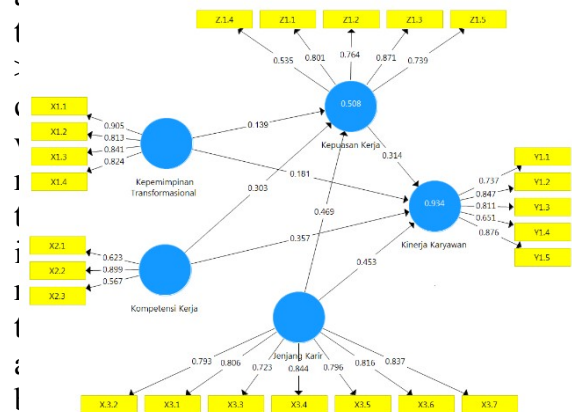 Z.1.4 Z1.1 Z1.2 Z1.3 Z1.5
0.535 0.801 0.764 0.871 0.739
X1.1
X1.2
X1.3
X1.4
0.905
0.813
0.841
0.824
Kepemimpinan
Transformasional
0.139
0.508
Kepuasan Kerja
0.314
0.181
0.303
0.469
0.934
Kinerja Karyawan
0.737
0.847
0.811
0.651
0.876
Y1.1
Y1.2
Y1.3
Y1.4
Y1.5
X2.1
X2.2
X2.3
0.623
0.899
0.567
Kompetensi Kerja
0.357
0.453
Jenjang Karir
0.793 0.806 0.723 0.844 0.796 0.816 0.837
X3.2 X3.1 X3.3 X3.4 X3.5 X3.6 X3.7